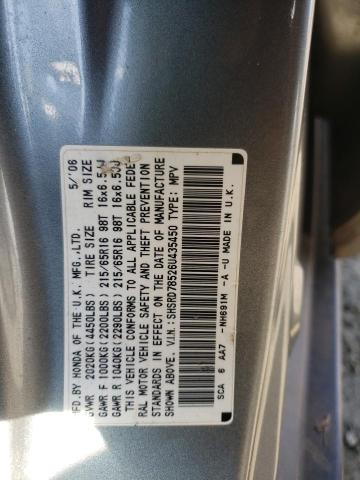 MFD.BY HONDA OF THE U.K. MFG.,LTD. 5/'06
GVWR 2020KG(4450LBS) TIRE SIZE RIM SIZE
GAWR F 1000KG(2200LBS) 215/65R16 98T 16x6.5JJ
GAWR R 1040KG(2290LBS) 215/65R16 98T 16x6.5JJ
THIS VEHICLE CONFORMS TO ALL APPLICABLE FEDE-
RAL MOTOR VEHICLE SAFETY AND THEFT PREVENTION
STANDARDS IN EFFECT ON THE DATE OF MANUFACTURE
SHOWN ABOVE. V.I.N.:SHSRD78526U435450 TYPE: MPV
SCA 6 AA7 -NH691M -A -U MADE IN U.K.